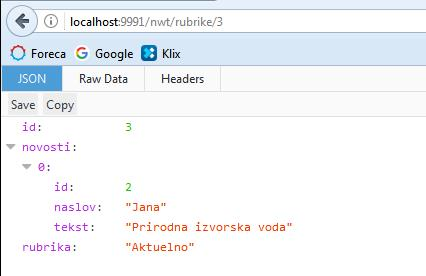 localhost:9991/nwt/rubrike/3
Foreca Google Klix
JSON Raw Data Headers
Save Copy
id: 3
novosti:
0:
id: 2
naslov: "Jana"
tekst: "Prirodna izvorska voda"
rubrika: "Aktuelno"